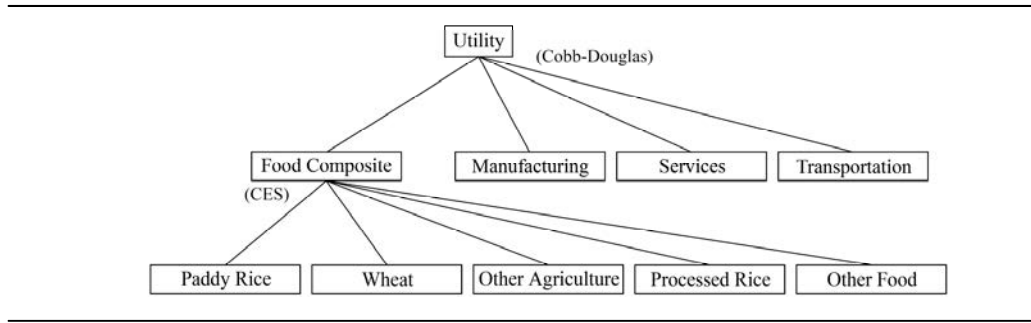 Utility
(Cobb-Douglas)
Food Composite
Manufacturing
Services
Transportation
(CES)
Paddy Rice
Wheat
Other Agriculture
Processed Rice
Other Food